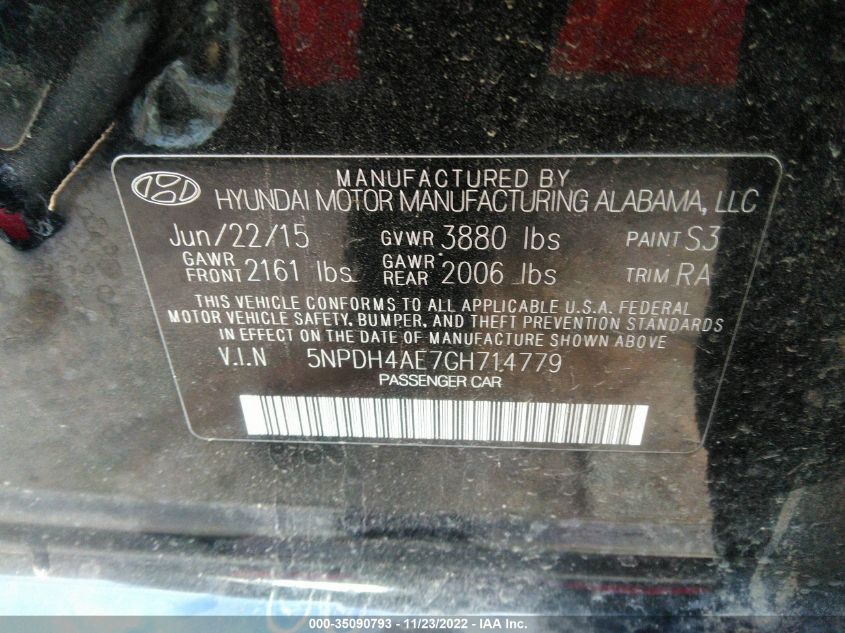 MANUFACTURED BY
HYUNDAI MOTOR MANUFACTURING ALABAMA, LLC
Jun/22/15 GVWR 3880 lbs PAINT S3
GAWR FRONT 2161 lbs GAWR REAR 2006 lbs TRIM RA
THIS VEHICLE CONFORMS TO ALL APPLICABLE U.S.A. FEDERAL
MOTOR VEHICLE SAFETY, BUMPER, AND THEFT PREVENTION STANDARDS
IN EFFECT ON THE DATE OF MANUFACTURE SHOWN ABOVE.
V.I.N 5NPDH4AE7GH714779
PASSENGER CAR
000-35090793 - 11/23/2022 - IAA Inc.